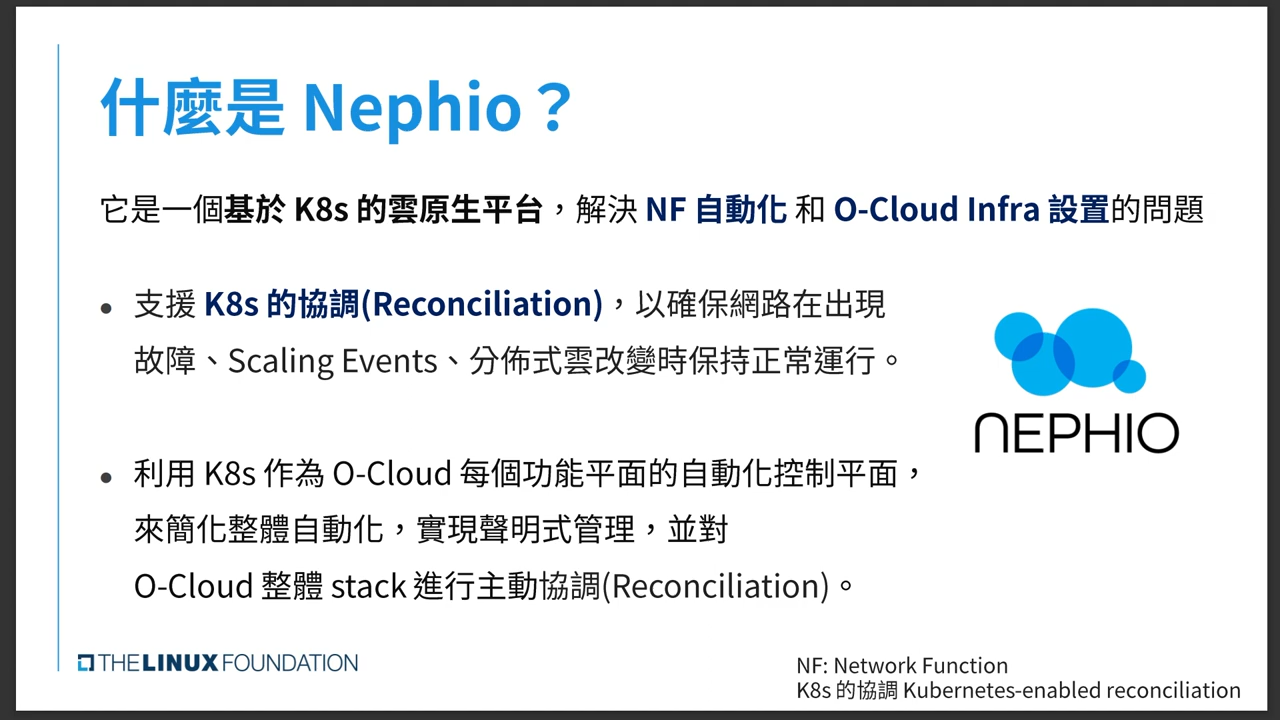 什麼是 Nephio？
它是一個基於 K8s 的雲原生平台，解決 NF 自動化 和 O-Cloud Infra 設置的問題
• 支援 K8s 的協調(Reconciliation)，以確保網路在出現
故障、Scaling Events、分佈式雲改變時保持正常運行。
NEPHIO
• 利用 K8s 作為 O-Cloud 每個功能平面的自動化控制平面，
來簡化整體自動化，實現聲明式管理，並對
O-Cloud 整體 stack 進行主動協調(Reconciliation)。
THE LINUX FOUNDATION
NF: Network Function
K8s 的協調 Kubernetes-enabled reconciliation